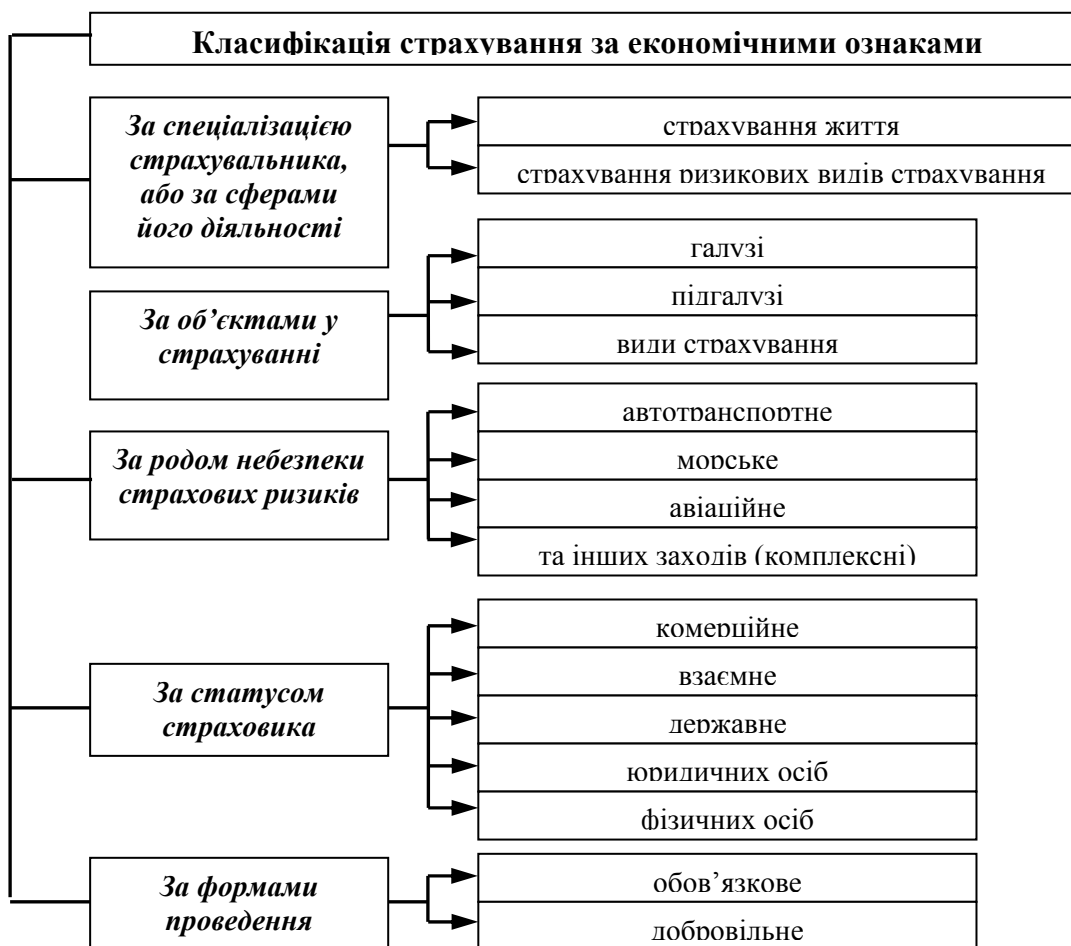 Класифікація страхування за економічними ознаками
За спеціалізацією
страхувальника,
або за сферами
його діяльності
страхування життя
страхування ризикових видів страхування
За об’єктами у
страхуванні
галузі
підгалузі
види страхування
За родом небезпеки
страхових ризиків
автотранспортне
морське
авіаційне
та інших заходів (комплексні)
За статусом
страховика
комерційне
взаємне
державне
юридичних осіб
фізичних осіб
За формами
проведення
обов’язкове
добровільне